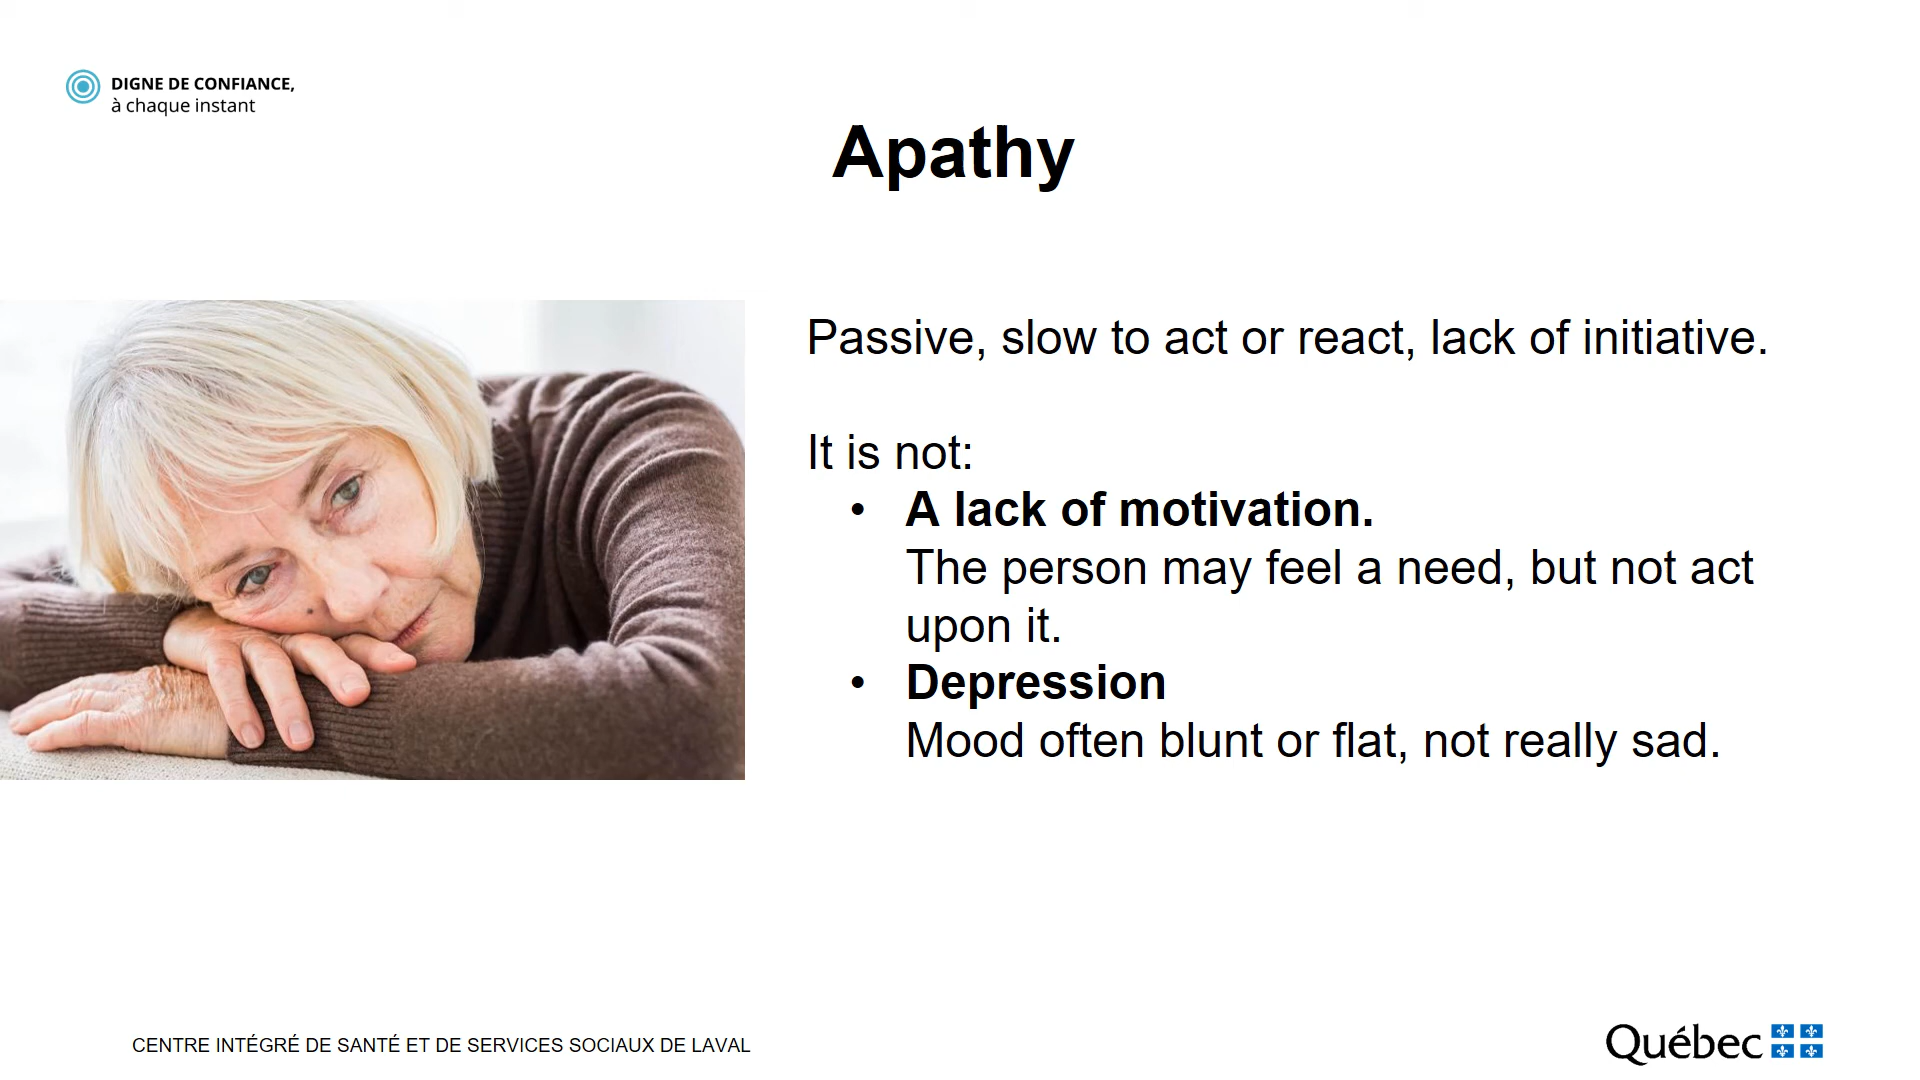 DIGNE DE CONFIANCE,
à chaque instant
Apathy
Passive, slow to act or react, lack of initiative.
It is not:
• A lack of motivation.
The person may feel a need, but not act
upon it.
• Depression
Mood often blunt or flat, not really sad.
CENTRE INTÉGRÉ DE SANTÉ ET DE SERVICES SOCIAUX DE LAVAL
Québec